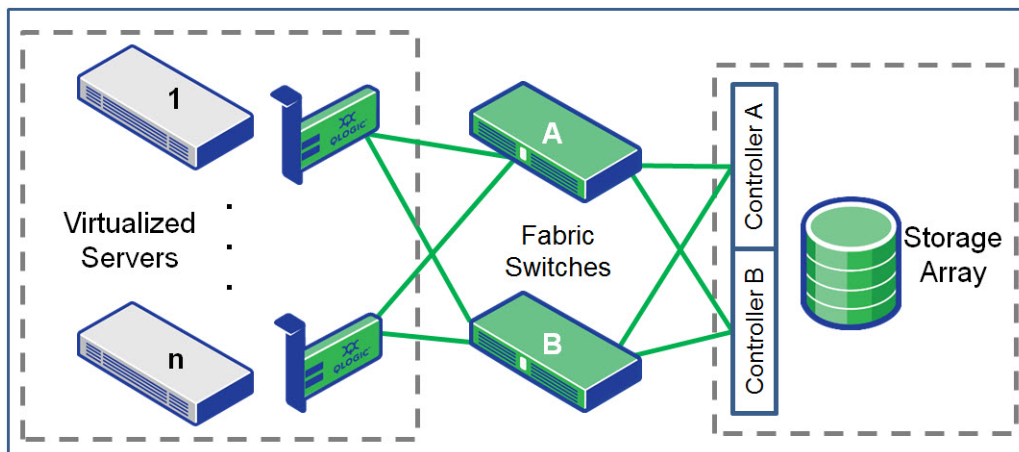 1
QLOGIC
A
Controller A
Virtualized
Servers
Fabric
Switches
Storage
Array
n
QLOGIC
B
Controller B